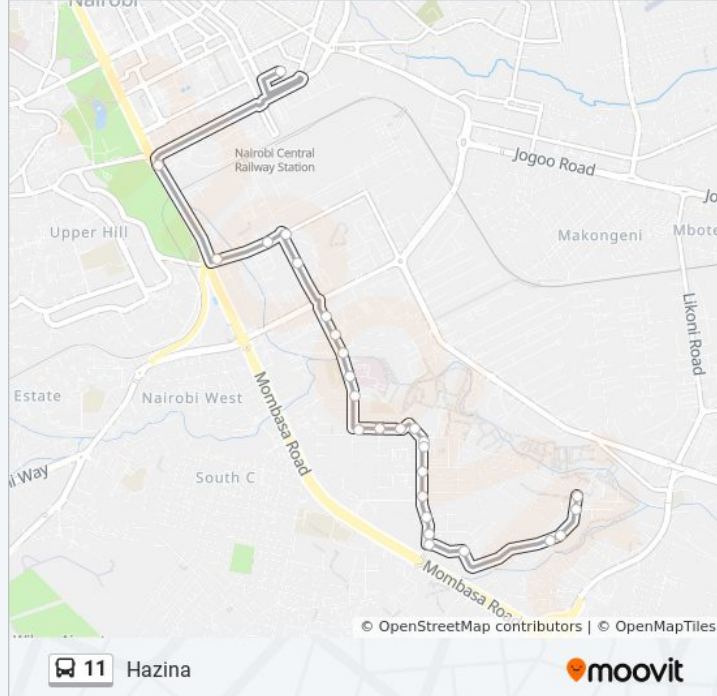 Nairobi
Nairobi Central
Railway Station
Jogoo Road
Jo
Upper Hill
Makongeni
Mbote
Likoni Road
Estate
Nairobi West
Mombasa Road
South C
i Way
Mombasa Road
© OpenStreetMap contributors | © OpenMapTiles
11 Hazina
moovit